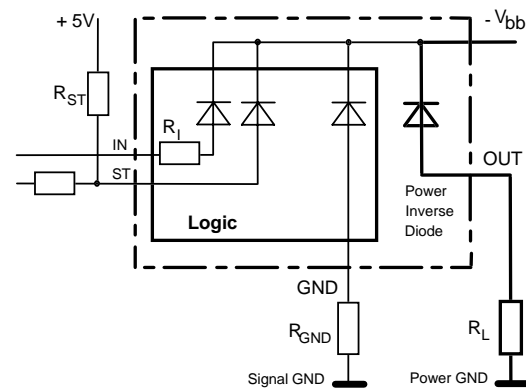 + 5V
- Vbb
RST
IN
RI
ST
OUT
Logic
Power
Inverse
Diode
GND
RGND
RL
Signal GND
Power GND